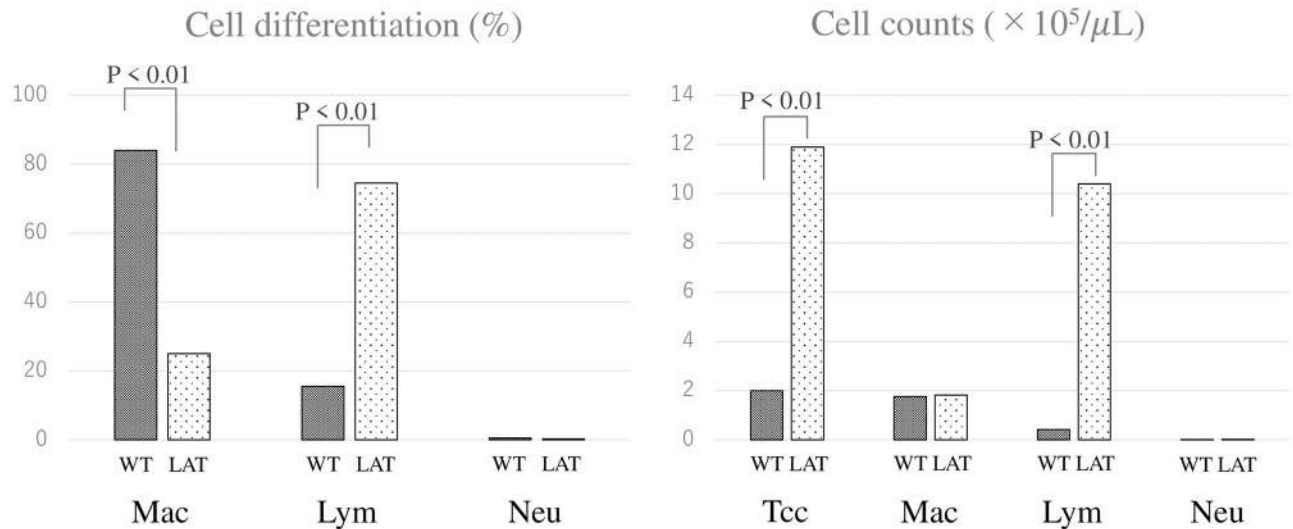 Cell differentiation (%)
P < 0.01
P < 0.01
100
80
60
40
20
0
WT LAT WT LAT WT LAT
Mac Lym Neu
Cell counts ( × 10⁵/μL)
P < 0.01
P < 0.01
14
12
10
8
6
4
2
0
WT LAT WT LAT WT LAT WT LAT
Tcc Mac Lym Neu